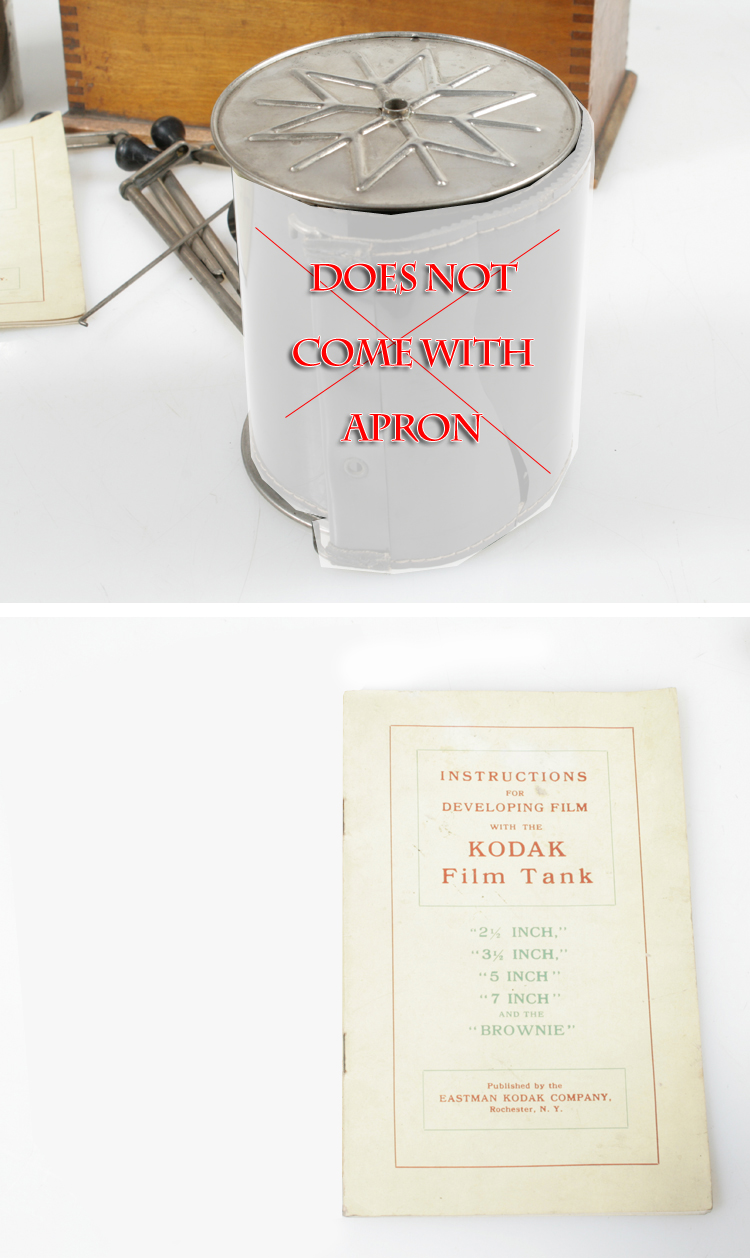 DOES NOT
COME WITH
APRON
INSTRUCTIONS
FOR
DEVELOPING FILM
WITH THE
KODAK
Film Tank
"2½ INCH,"
"3½ INCH,"
"5 INCH"
"7 INCH"
AND THE
"BROWNIE"
Published by the
EASTMAN KODAK COMPANY,
Rochester, N. Y.